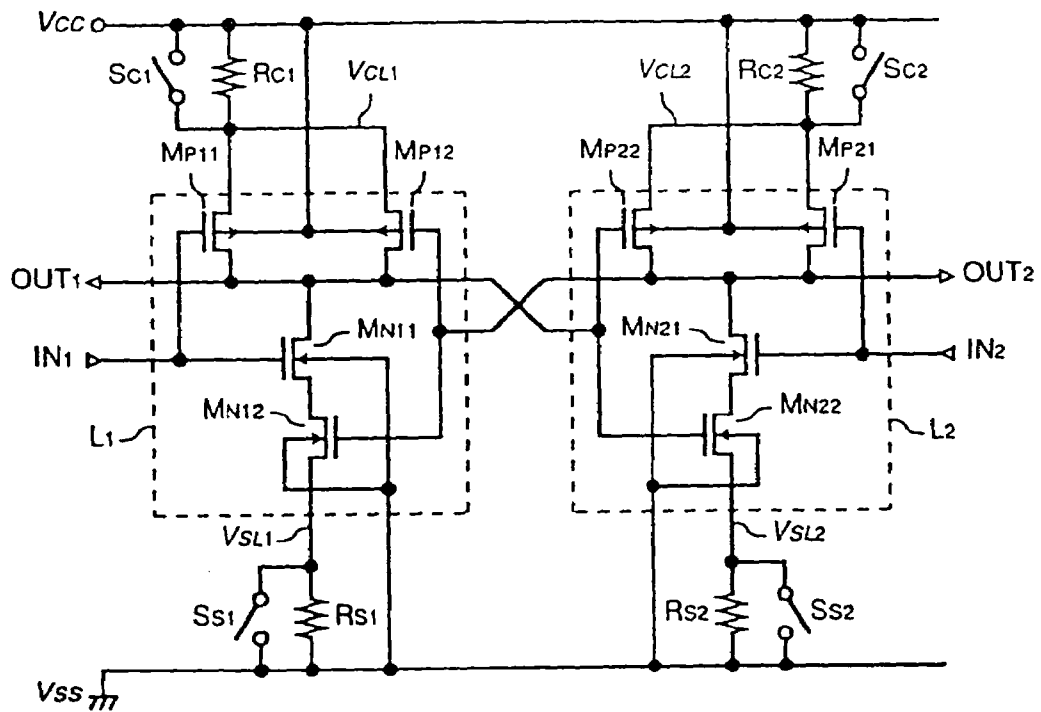 VCC
SC1
RC1
VCL1
VCL2
RC2
SC2
MP11
MP12
MP22
MP21
OUT1
OUT2
MN11
MN21
IN1
IN2
MN12
MN22
L1
L2
VSL1
VSL2
SS1
RS1
RS2
SS2
VSS